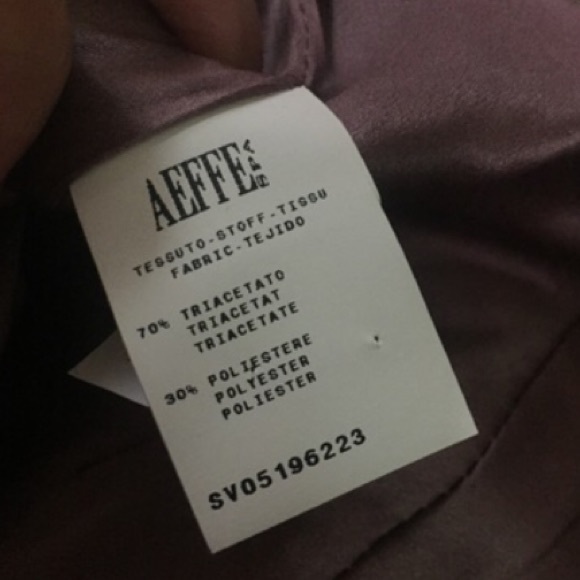 AEFFE SPA
TESSUTO-STOFF-TISSU
FABRIC-TEJIDO
70% TRIACETATO
TRIACETAT
TRIACETATE
30% POLIESTERE
POLYESTER
POLIESTER
SV05196223